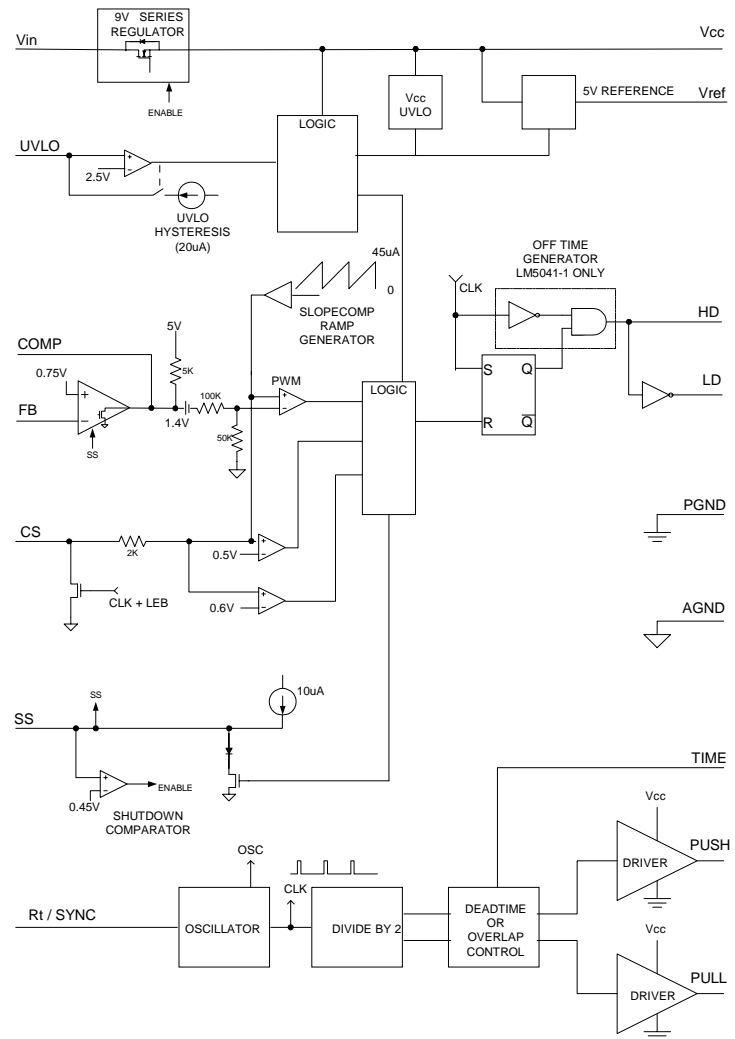 9V SERIES
REGULATOR
Vin
Vcc
ENABLE
Vcc
UVLO
5V REFERENCE
Vref
LOGIC
UVLO
+
−
2.5V
UVLO
HYSTERESIS
(20uA)
45uA
0
SLOPECOMP
RAMP
GENERATOR
OFF TIME
GENERATOR
LM5041-1 ONLY
CLK
HD
LD
5V
5K
COMP
0.75V
+
−
FB
SS
1.4V
100K
50K
PWM
+
−
LOGIC
S
Q
R
Q
PGND
CS
2K
+
−
0.5V
+
−
0.6V
CLK + LEB
AGND
SS
10uA
SS
+
−
0.45V
ENABLE
SHUTDOWN
COMPARATOR
TIME
Vcc
PUSH
DRIVER
OSC
CLK
Rt / SYNC
OSCILLATOR
DIVIDE BY 2
DEADTIME
OR
OVERLAP
CONTROL
Vcc
PULL
DRIVER